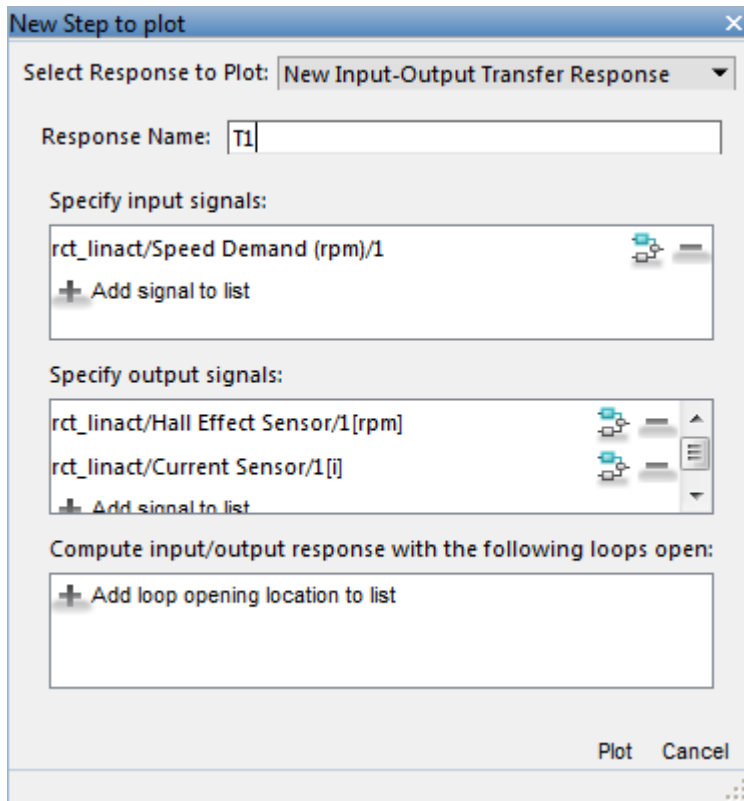 New Step to plot
Select Response to Plot: New Input-Output Transfer Response
Response Name: T1
Specify input signals:
rct_linact/Speed Demand (rpm)/1
Add signal to list
Specify output signals:
rct_linact/Hall Effect Sensor/1[rpm]
rct_linact/Current Sensor/1[i]
Add signal to list
Compute input/output response with the following loops open:
Add loop opening location to list
Plot Cancel